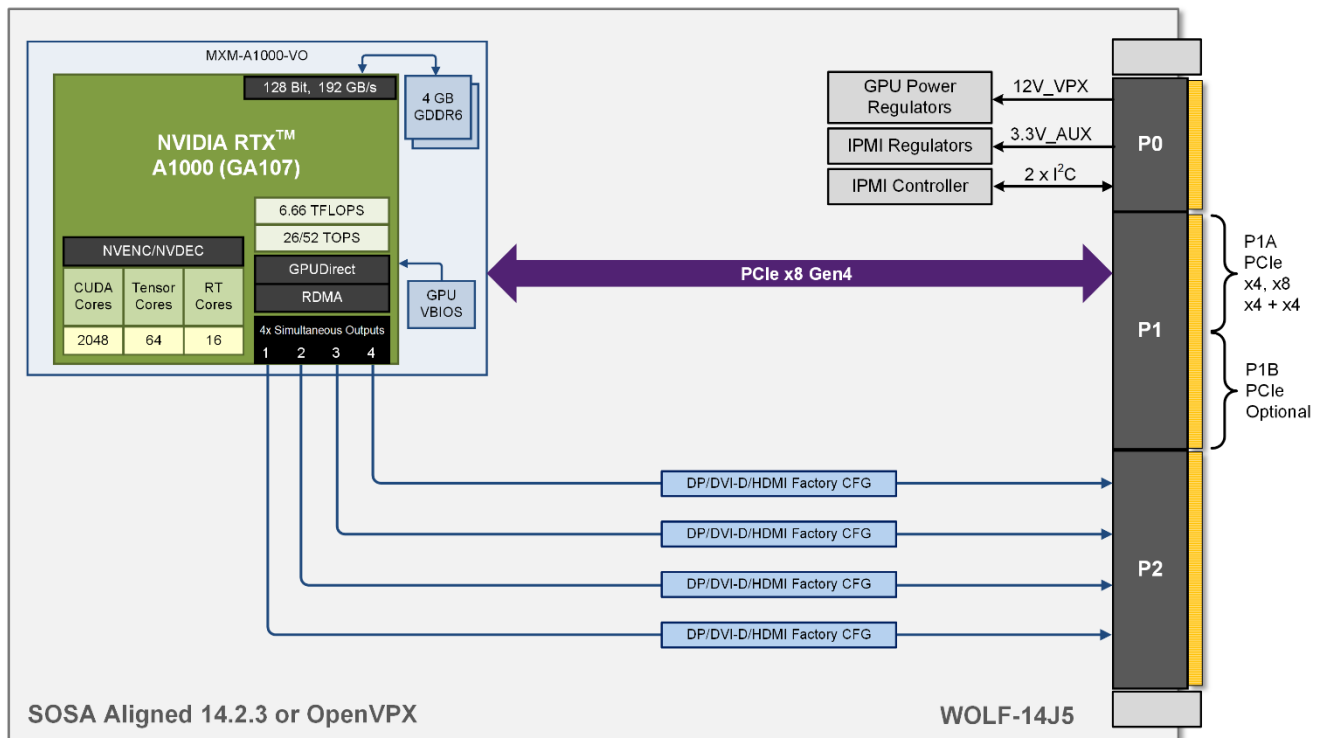 MXM-A1000-VO
128 Bit, 192 GB/s
4 GB
GDDR6
NVIDIA RTX™
A1000 (GA107)
6.66 TFLOPS
26/52 TOPS
NVENC/NVDEC
GPUDirect
RDMA
CUDA
Cores
Tensor
Cores
RT
Cores
2048
64
16
4x Simultaneous Outputs
1 2 3 4
GPU
VBIOS
GPU Power
Regulators
12V_VPX
IPMI Regulators
3.3V_AUX
IPMI Controller
2 x I²C
P0
PCIe x8 Gen4
P1
P1A
PCIe
x4, x8
x4 + x4
P1B
PCIe
Optional
DP/DVI-D/HDMI Factory CFG
DP/DVI-D/HDMI Factory CFG
DP/DVI-D/HDMI Factory CFG
DP/DVI-D/HDMI Factory CFG
P2
SOSA Aligned 14.2.3 or OpenVPX
WOLF-14J5